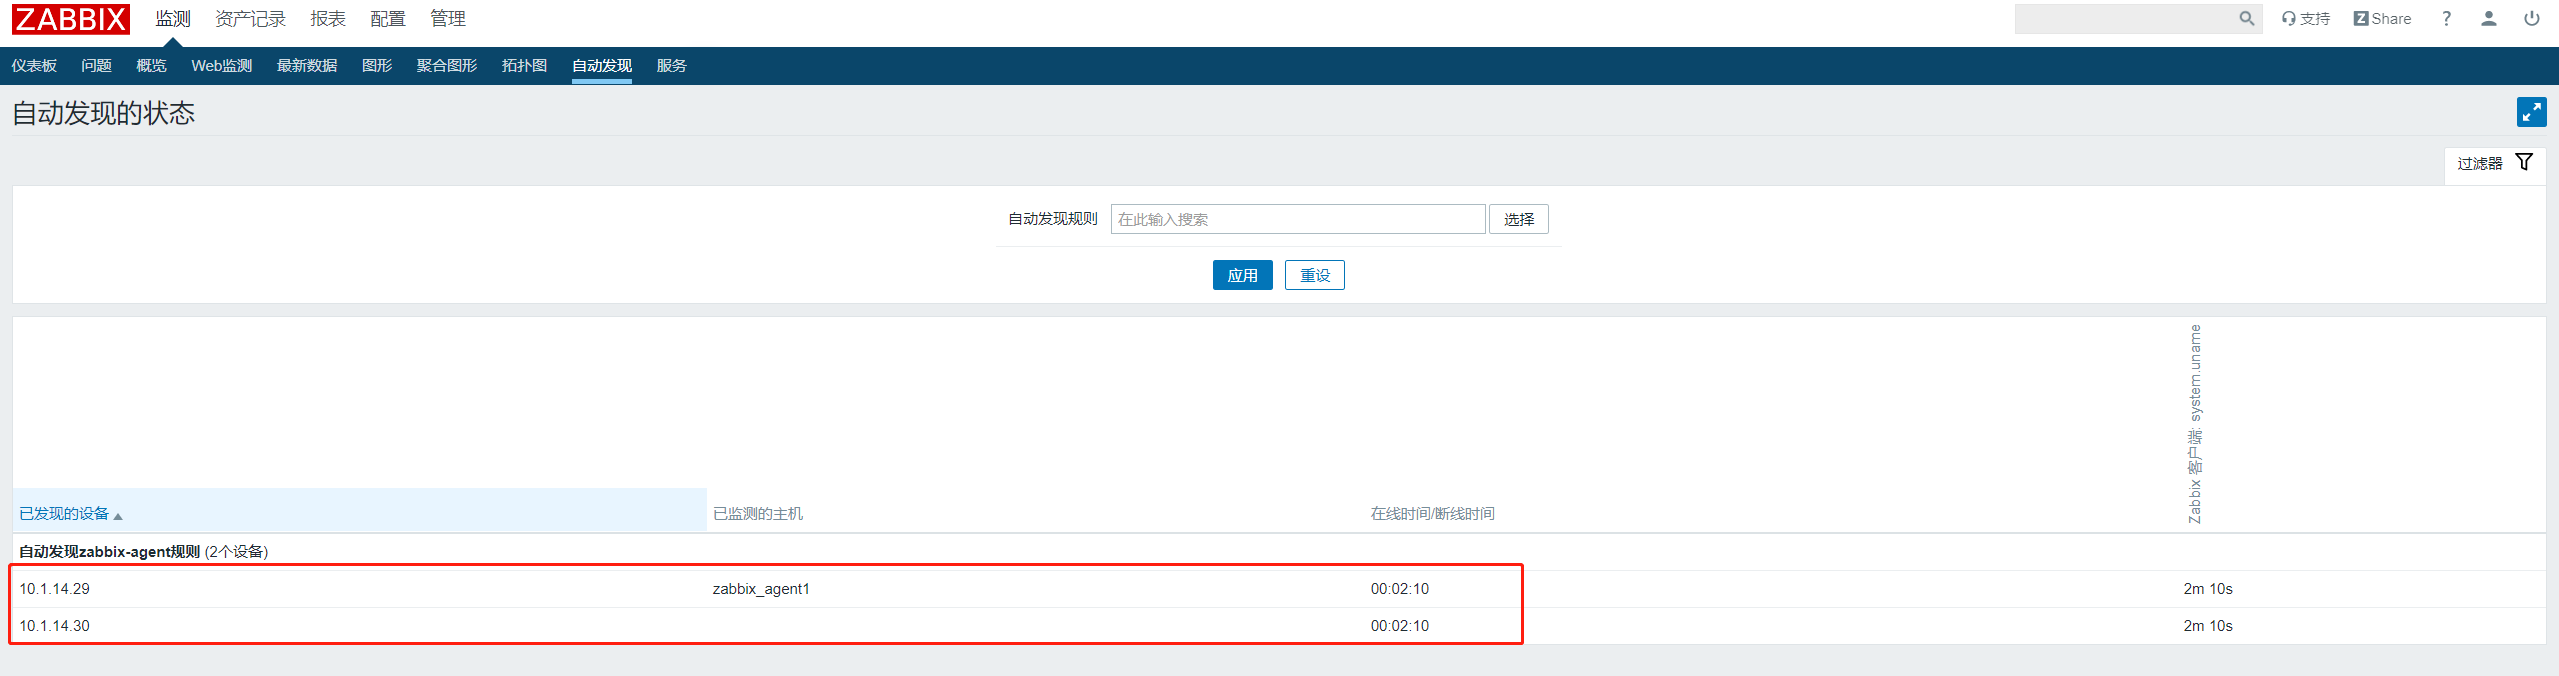 ZABBIX 监测 资产记录 报表 配置 管理 支持 Z Share ?
仪表板 问题 概览 Web监测 最新数据 图形 聚合图形 拓扑图 自动发现 服务
自动发现的状态
过滤器
自动发现规则 在此输入搜索 选择
应用 重设
已发现的设备 已监测的主机 在线时间/断线时间 Zabbix 客户端: system.uname
自动发现zabbix-agent规则 (2个设备)
10.1.14.29 zabbix_agent1 00:02:10 2m 10s
10.1.14.30 00:02:10 2m 10s